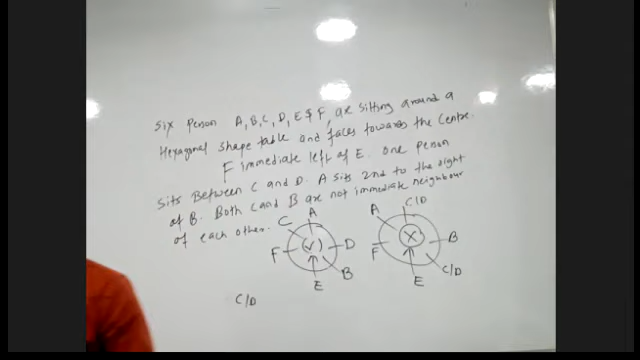 Six Person A, B, C, D, E & F, are sitting around a
Hexagonal shape table and faces towards the centre.
F immediate left of E. One person
sits Between C and D. A sits 2nd to the right
of B. Both C and B are not immediate neighbour
of each other.
A
C
F
D
B
E
C/D
A
F
X
B
C/D
E
C/D